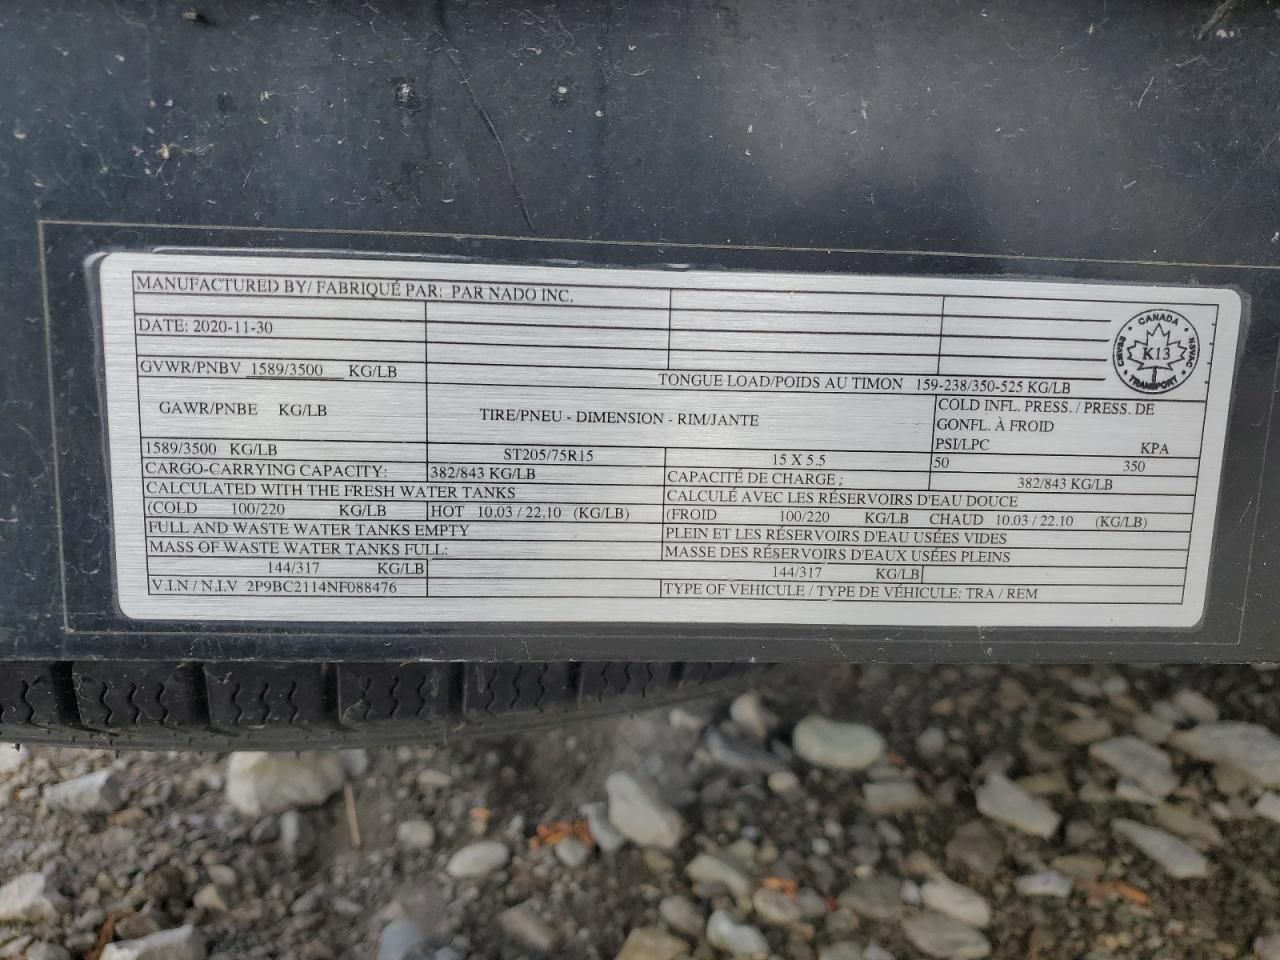 MANUFACTURED BY/ FABRIQUÉ PAR: PAR NADO INC.
DATE: 2020-11-30
GVWR/PNBV 1589/3500 KG/LB
TONGUE LOAD/POIDS AU TIMON 159-238/350-525 KG/LB
CANADA
K13
TRANSPORT
NSVAC
GAWR/PNBE KG/LB
TIRE/PNEU - DIMENSION - RIM/JANTE
COLD INFL. PRESS. / PRESS. DE
GONFL. À FROID
PSI/LPC KPA
1589/3500 KG/LB ST205/75R15 15 X 5.5 50 350
CARGO-CARRYING CAPACITY: 382/843 KG/LB CAPACITÉ DE CHARGE ; 382/843 KG/LB
CALCULATED WITH THE FRESH WATER TANKS CALCULÉ AVEC LES RÉSERVOIRS D'EAU DOUCE
(COLD 100/220 KG/LB HOT 10.03 / 22.10 (KG/LB) (FROID 100/220 KG/LB CHAUD 10.03 / 22.10 (KG/LB)
FULL AND WASTE WATER TANKS EMPTY PLEIN ET LES RÉSERVOIRS D'EAU USÉES VIDES
MASS OF WASTE WATER TANKS FULL: MASSE DES RÉSERVOIRS D'EAUX USÉES PLEINS
144/317 KG/LB 144/317 KG/LB
V.I.N / N.I.V 2P9BC2114NF088476 TYPE OF VEHICULE / TYPE DE VÉHICULE: TRA / REM